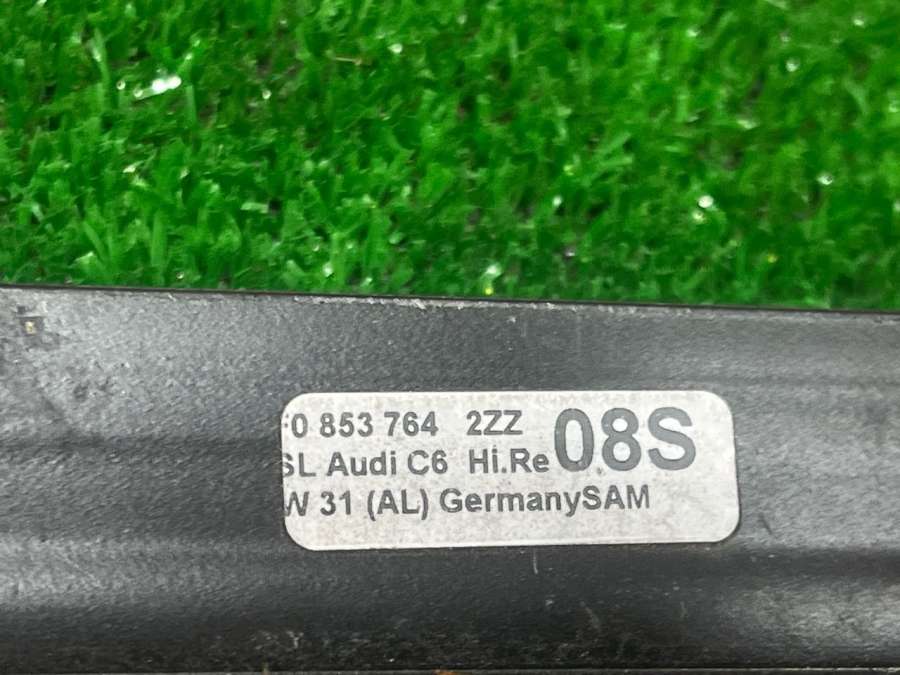 0 853 764 2ZZ 08S
SL Audi C6 Hi.Re
W 31 (AL) GermanySAM